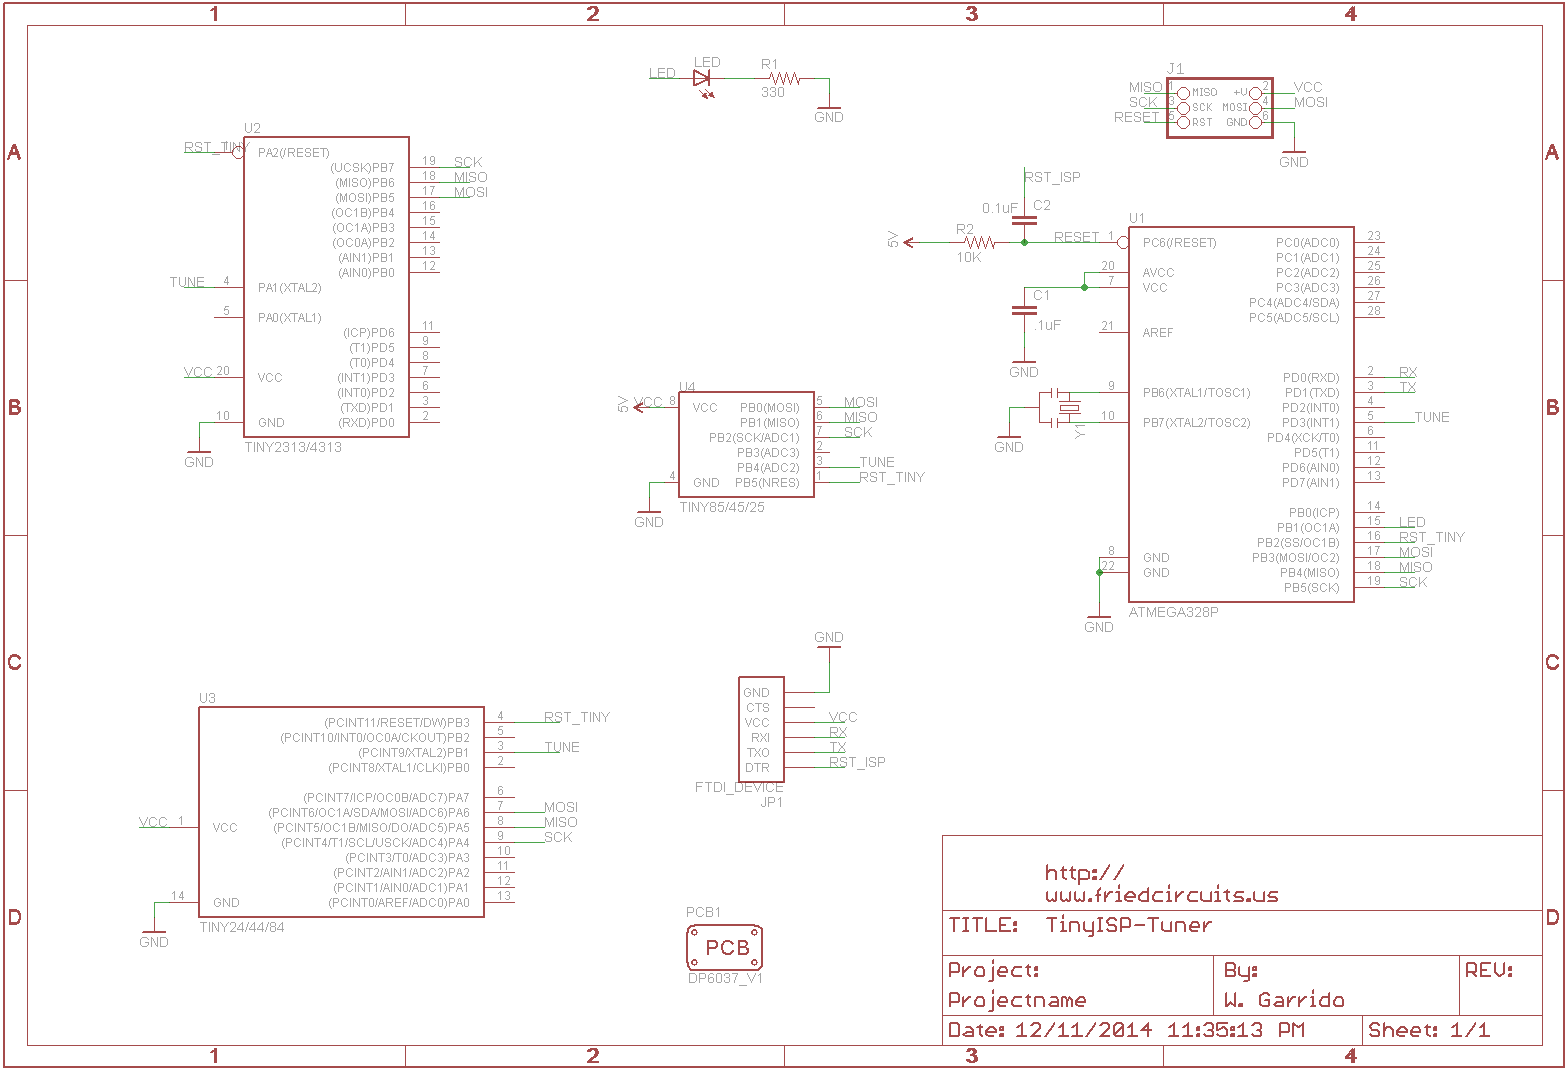 1 2 3 4
A A
B B
C C
D D
1 2 3 4
LED
LED
R1
330
GND
J1
MISO 1 MISO +V 2 VCC
SCK 3 SCK MOSI 4 MOSI
RESET 5 RST GND 6
GND
U2
RST_TINY PA2(/RESET)
(UCSK)PB7 19 SCK
(MISO)PB6 18 MISO
(MOSI)PB5 17 MOSI
(OC1B)PB4 16
(OC1A)PB3 15
(OC0A)PB2 14
(AIN1)PB1 13
(AIN0)PB0 12
TUNE 4 PA1(XTAL2)
5 PA0(XTAL1)
(ICP)PD6 11
(T1)PD5 9
(T0)PD4 8
VCC 20 VCC (INT1)PD3 7
(INT0)PD2 6
(TXD)PD1 3
10 GND (RXD)PD0 2
TINY2313/4313
GND
RST_ISP
0.1uF C2
5V R2
10K
RESET 1
C1
.1uF
GND
U1
PC6(/RESET) PC0(ADC0) 23
PC1(ADC1) 24
20 AVCC PC2(ADC2) 25
7 VCC PC3(ADC3) 26
PC4(ADC4/SDA) 27
PC5(ADC5/SCL) 28
21 AREF
PD0(RXD) 2 RX
9 PB6(XTAL1/TOSC1) PD1(TXD) 3 TX
PD2(INT0) 4
10 PB7(XTAL2/TOSC2) PD3(INT1) 5 TUNE
PD4(XCK/T0) 6
PD5(T1) 11
PD6(AIN0) 12
PD7(AIN1) 13
PB0(ICP) 14
PB1(OC1A) 15 LED
PB2(SS/OC1B) 16 RST_TINY
8 GND PB3(MOSI/OC2) 17 MOSI
22 GND PB4(MISO) 18 MISO
PB5(SCK) 19 SCK
ATMEGA328P
GND
Y1
GND
U4
5V VCC 8 VCC PB0(MOSI) 5 MOSI
PB1(MISO) 6 MISO
PB2(SCK/ADC1) 7 SCK
PB3(ADC3) 2
PB4(ADC2) 3 TUNE
4 GND PB5(NRES) 1 RST_TINY
TINY85/45/25
GND
U3
(PCINT11/RESET/DW)PB3 4 RST_TINY
(PCINT10/INT0/OC0A/CKOUT)PB2 5
(PCINT9/XTAL2)PB1 3 TUNE
(PCINT8/XTAL1/CLKI)PB0 2
(PCINT7/ICP/OC0B/ADC7)PA7 6
(PCINT6/OC1A/SDA/MOSI/ADC6)PA6 7 MOSI
VCC 1 VCC (PCINT5/OC1B/MISO/DO/ADC5)PA5 8 MISO
(PCINT4/T1/SCL/USCK/ADC4)PA4 9 SCK
(PCINT3/T0/ADC3)PA3 10
(PCINT2/AIN1/ADC2)PA2 11
(PCINT1/AIN0/ADC1)PA1 12
14 GND (PCINT0/AREF/ADC0)PA0 13
TINY24/44/84
GND
GND
GND
CTS
VCC VCC
RXI RX
TXO TX
DTR RST_ISP
FTDI_DEVICE
JP1
PCB1
PCB
DP6037_V1
http://
www.friedcircuits.us
TITLE: TinyISP-Tuner
Project: By: REV:
Projectname W. Garrido
Date: 12/11/2014 11:35:13 PM Sheet: 1/1